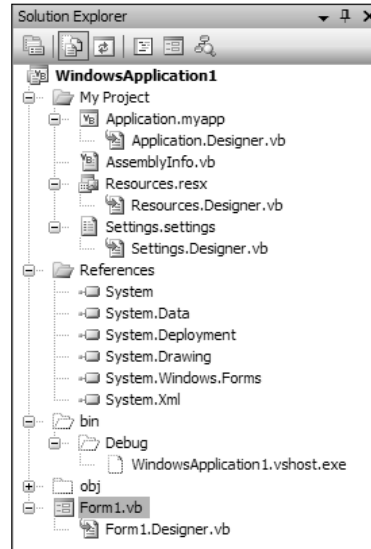 Solution Explorer
WindowsApplication1
My Project
Application.myapp
Application.Designer.vb
AssemblyInfo.vb
Resources.resx
Resources.Designer.vb
Settings.settings
Settings.Designer.vb
References
System
System.Data
System.Deployment
System.Drawing
System.Windows.Forms
System.Xml
bin
Debug
WindowsApplication1.vshost.exe
obj
Form1.vb
Form1.Designer.vb